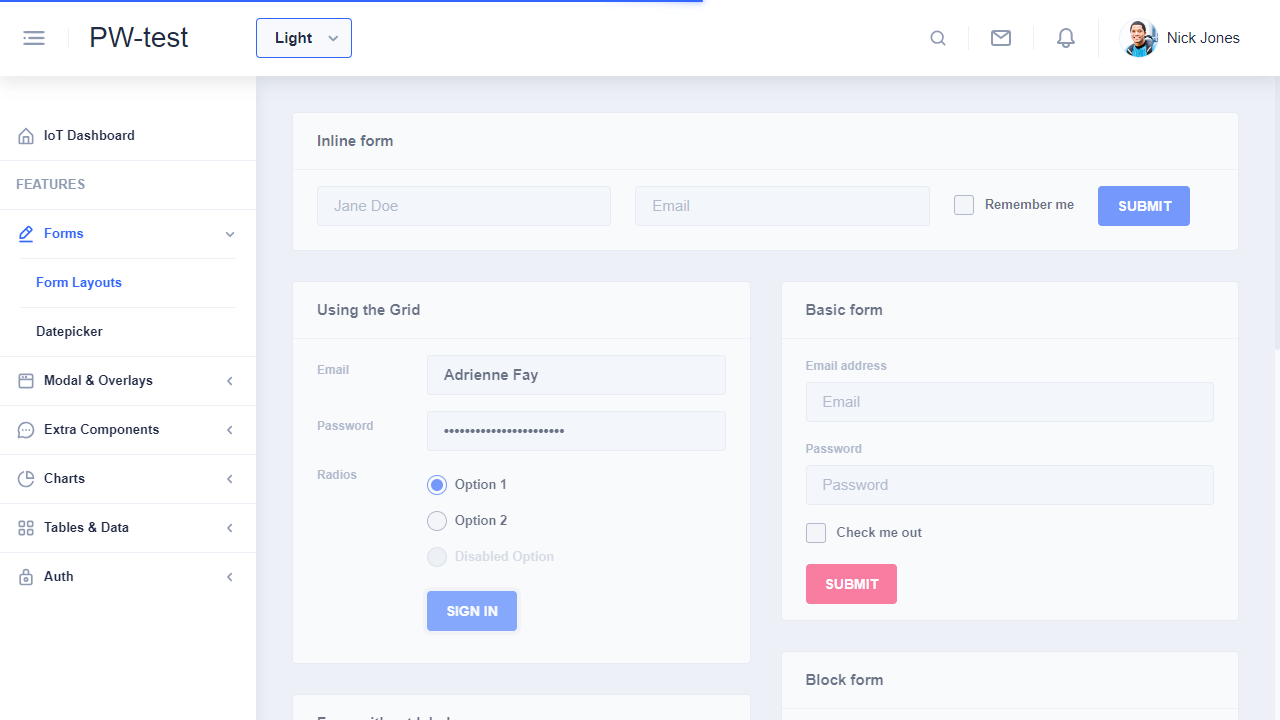 PW-test
Light
Nick Jones
IoT Dashboard
FEATURES
Forms
Form Layouts
Datepicker
Modal & Overlays
Extra Components
Charts
Tables & Data
Auth
Inline form
Jane Doe
Email
Remember me
SUBMIT
Using the Grid
Email
Adrienne Fay
Password
•••••••••••••••••••••••
Radios
Option 1
Option 2
Disabled Option
SIGN IN
Basic form
Email address
Email
Password
Password
Check me out
SUBMIT
Block form